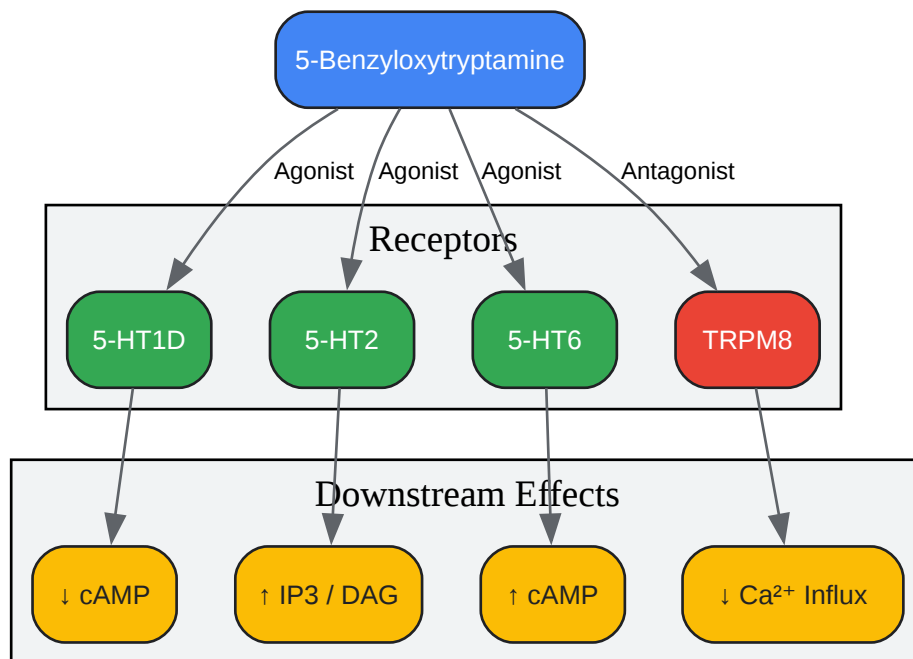 5-Benzyloxytryptamine
Agonist
Agonist
Agonist
Antagonist
Receptors
5-HT1D
5-HT2
5-HT6
TRPM8
Downstream Effects
↓ cAMP
↑ IP3 / DAG
↑ cAMP
↓ Ca²⁺ Influx